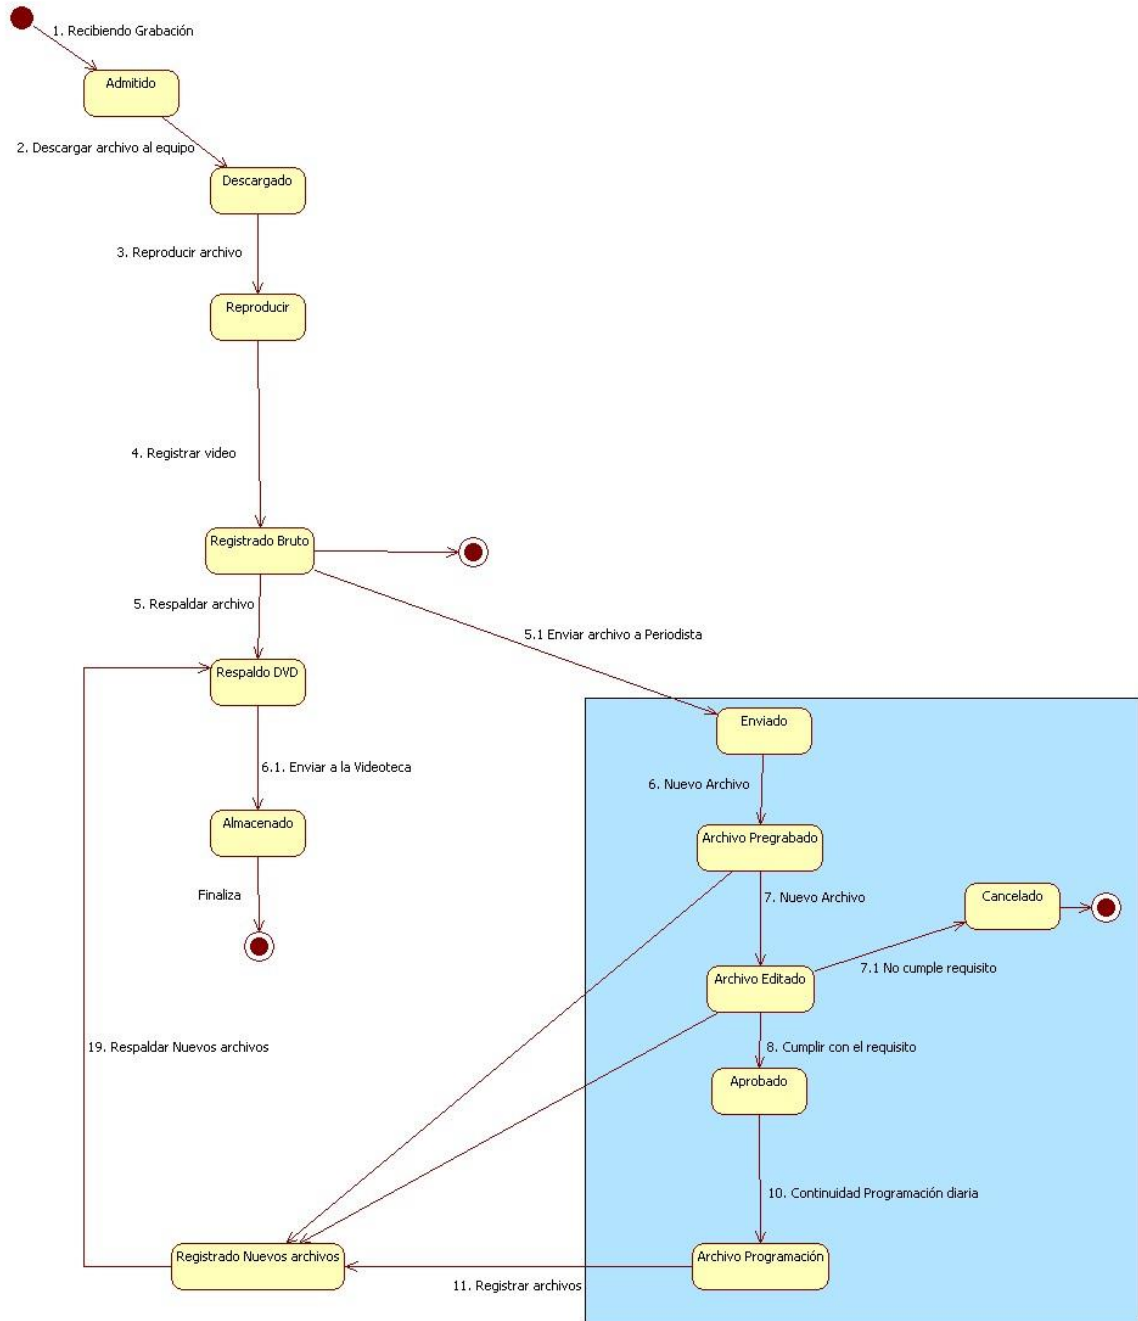 1. Recibiendo Grabación
Admitido
2. Descargar archivo al equipo
Descargado
3. Reproducir archivo
Reproducir
4. Registrar video
Registrado Bruto
5. Respaldar archivo
5.1 Enviar archivo a Periodista
Respaldo DVD
Enviado
6.1. Enviar a la Videoteca
6. Nuevo Archivo
Almacenado
Archivo Pregrabado
Finaliza
7. Nuevo Archivo
Cancelado
7.1 No cumple requisito
Archivo Editado
19. Respaldar Nuevos archivos
8. Cumplir con el requisito
Aprobado
10. Continuidad Programación diaria
Registrado Nuevos archivos
Archivo Programación
11. Registrar archivos